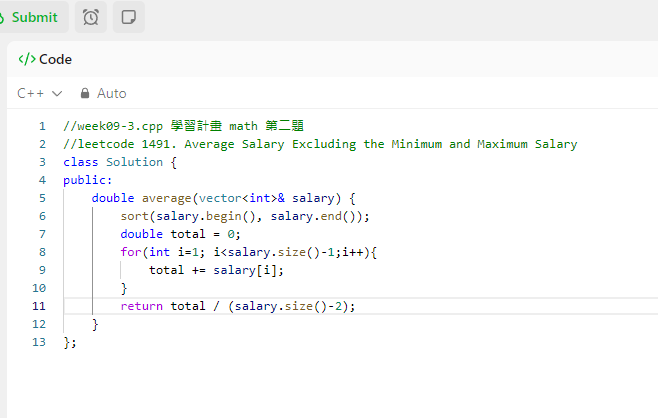 Submit
</> Code
C++ Auto
1 //week09-3.cpp 學習計畫 math 第二題
2 //leetcode 1491. Average Salary Excluding the Minimum and Maximum Salary
3 class Solution {
4 public:
5     double average(vector<int>& salary) {
6         sort(salary.begin(), salary.end());
7         double total = 0;
8         for(int i=1; i<salary.size()-1;i++){
9             total += salary[i];
10         }
11         return total / (salary.size()-2);
12     }
13 };